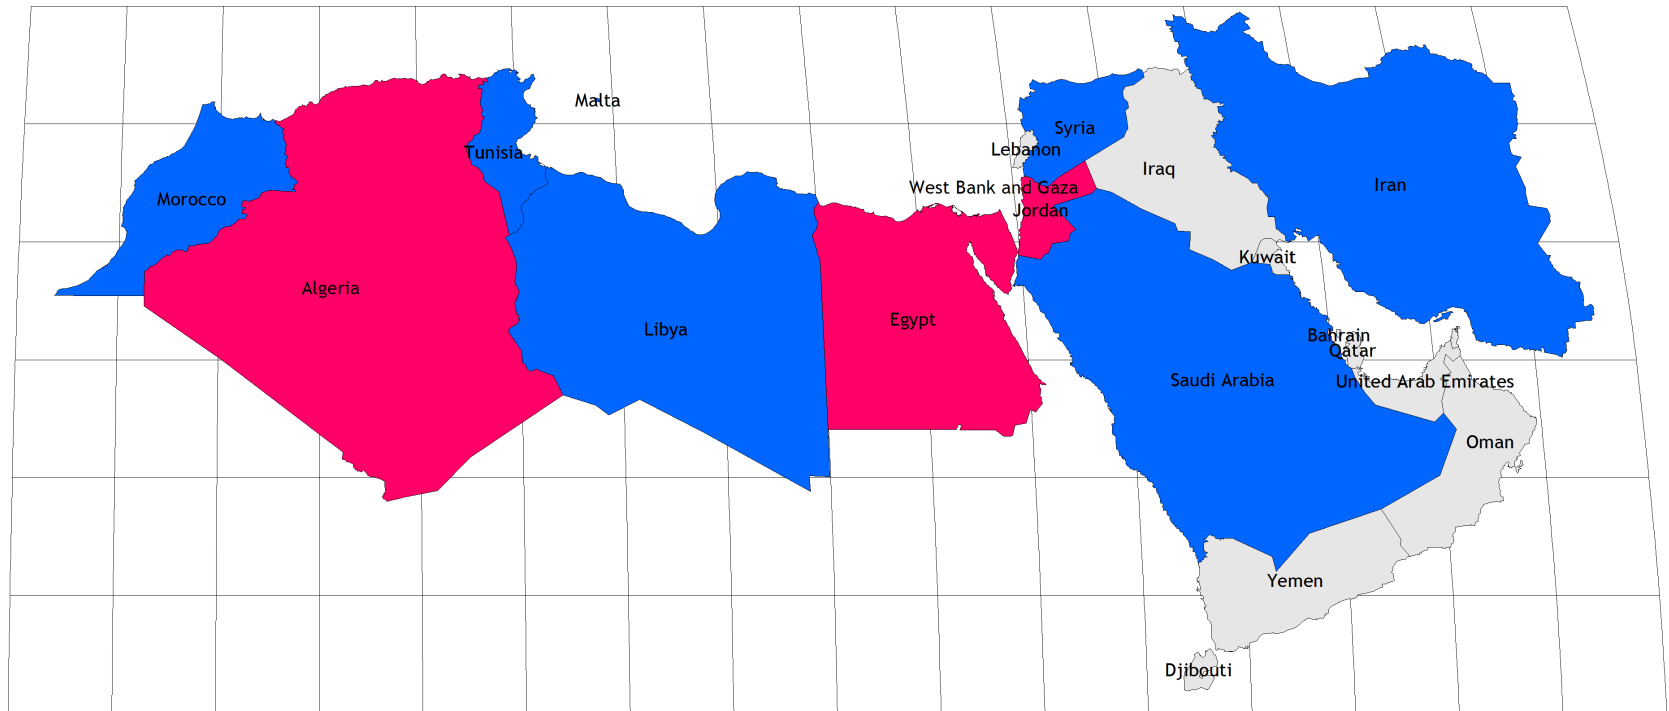 Malta
Syria
Lebanon
Tunisia
Iraq
Iran
West Bank and Gaza
Morocco
Jordan
Kuwait
Algeria
Egypt
Libya
Bahrain
Qatar
Saudi Arabia
United Arab Emirates
Oman
Yemen
Djibouti